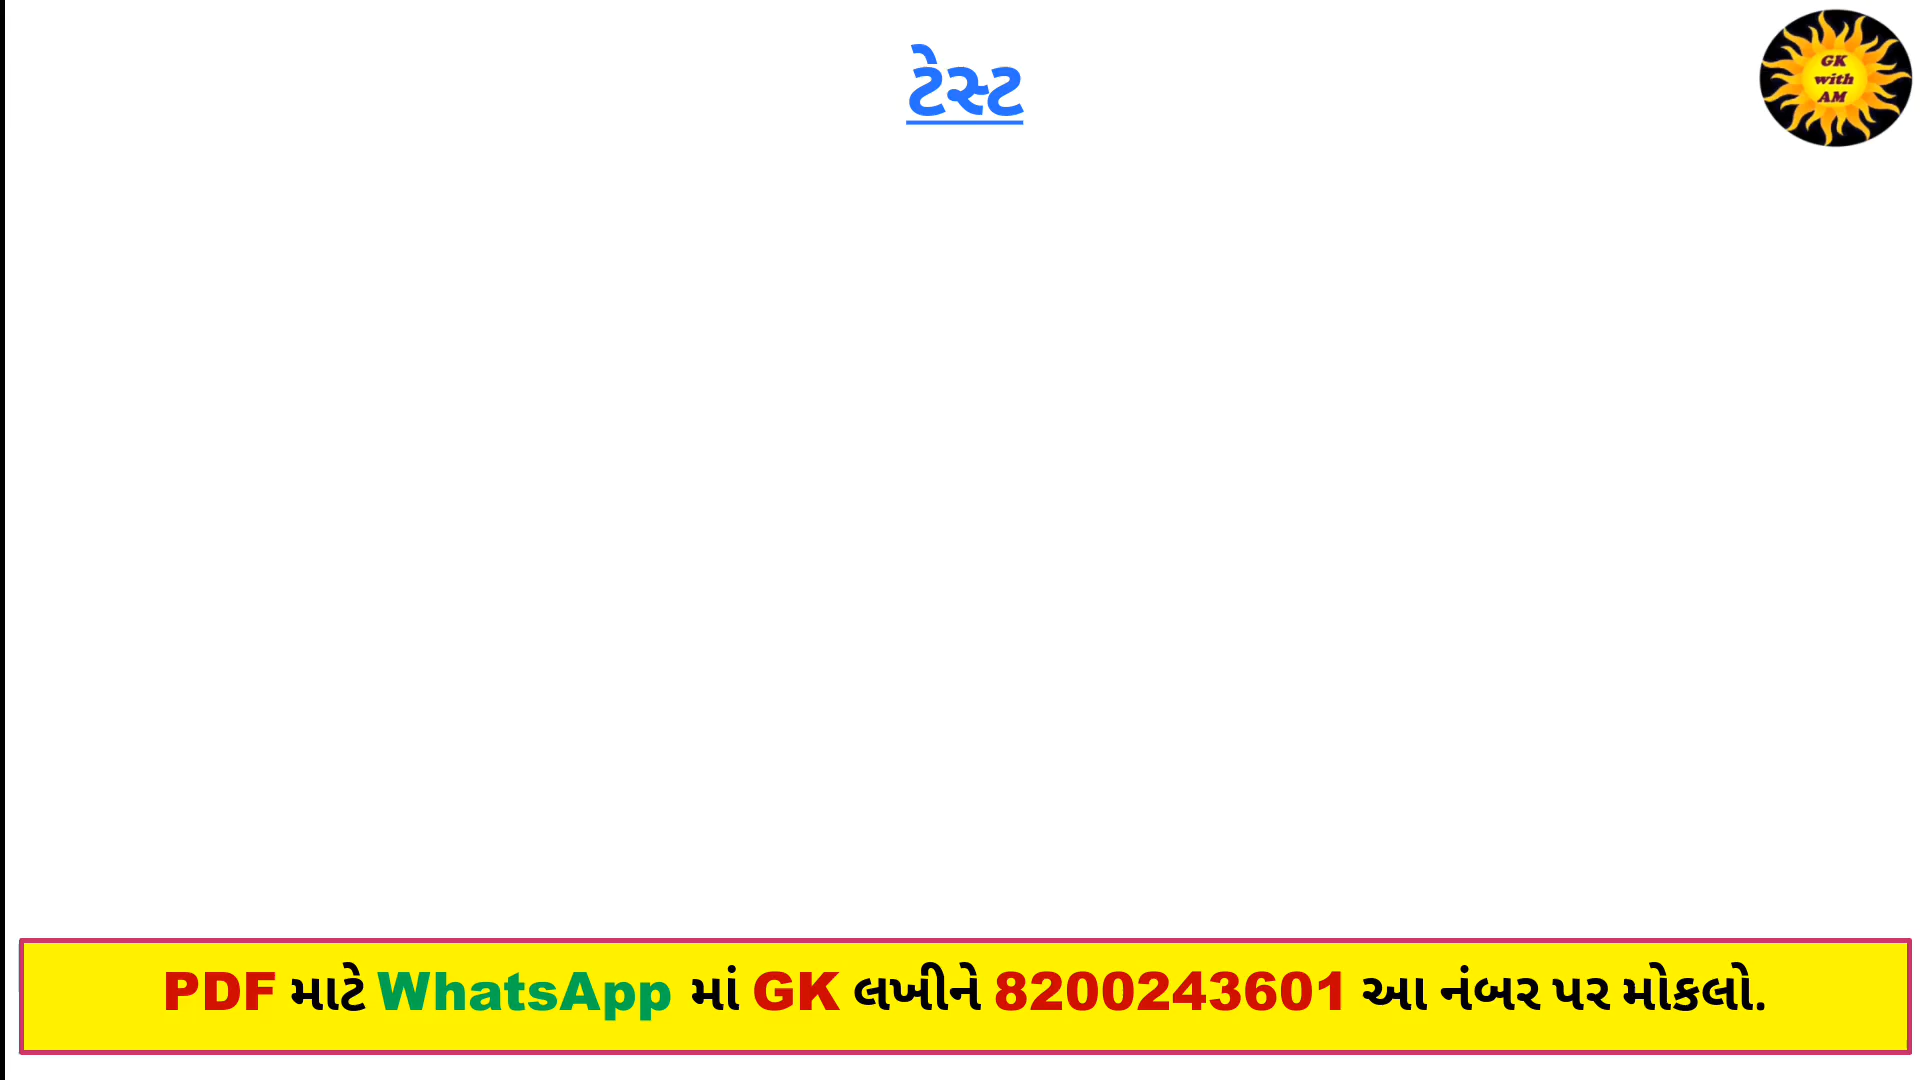 ટેસ્ટ
GK
with
AM
PDF માટે WhatsApp માં GK લખીને 8200243601 આ નંબર પર મોકલો.